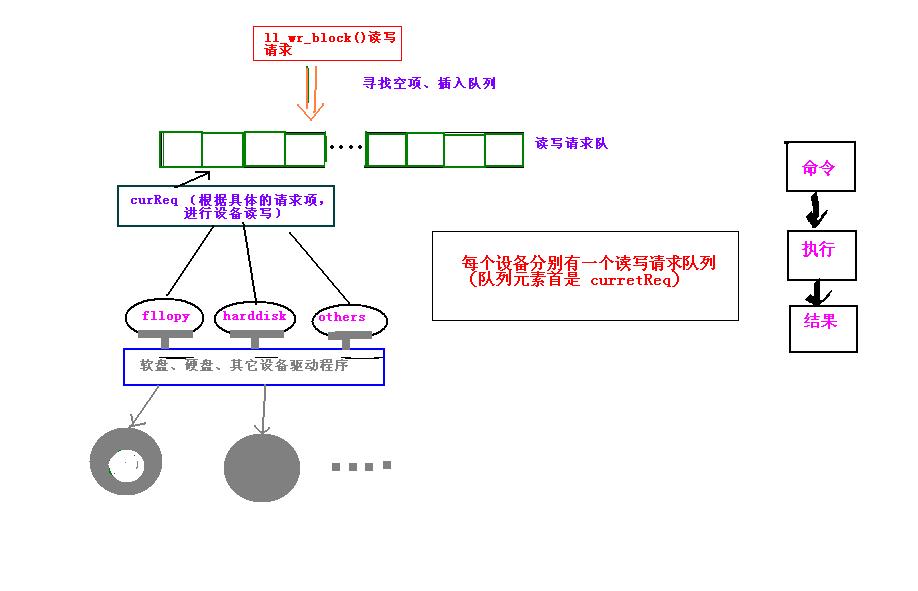 ll_wr_block()读写
请求
寻找空项、插入队列
读写请求队
curReq （根据具体的请求项，
进行设备读写）
每个设备分别有一个读写请求队列
（队列元素首是 curretReq）
命令
执行
结果
fllopy
harddisk
others
软盘、硬盘、其它设备驱动程序